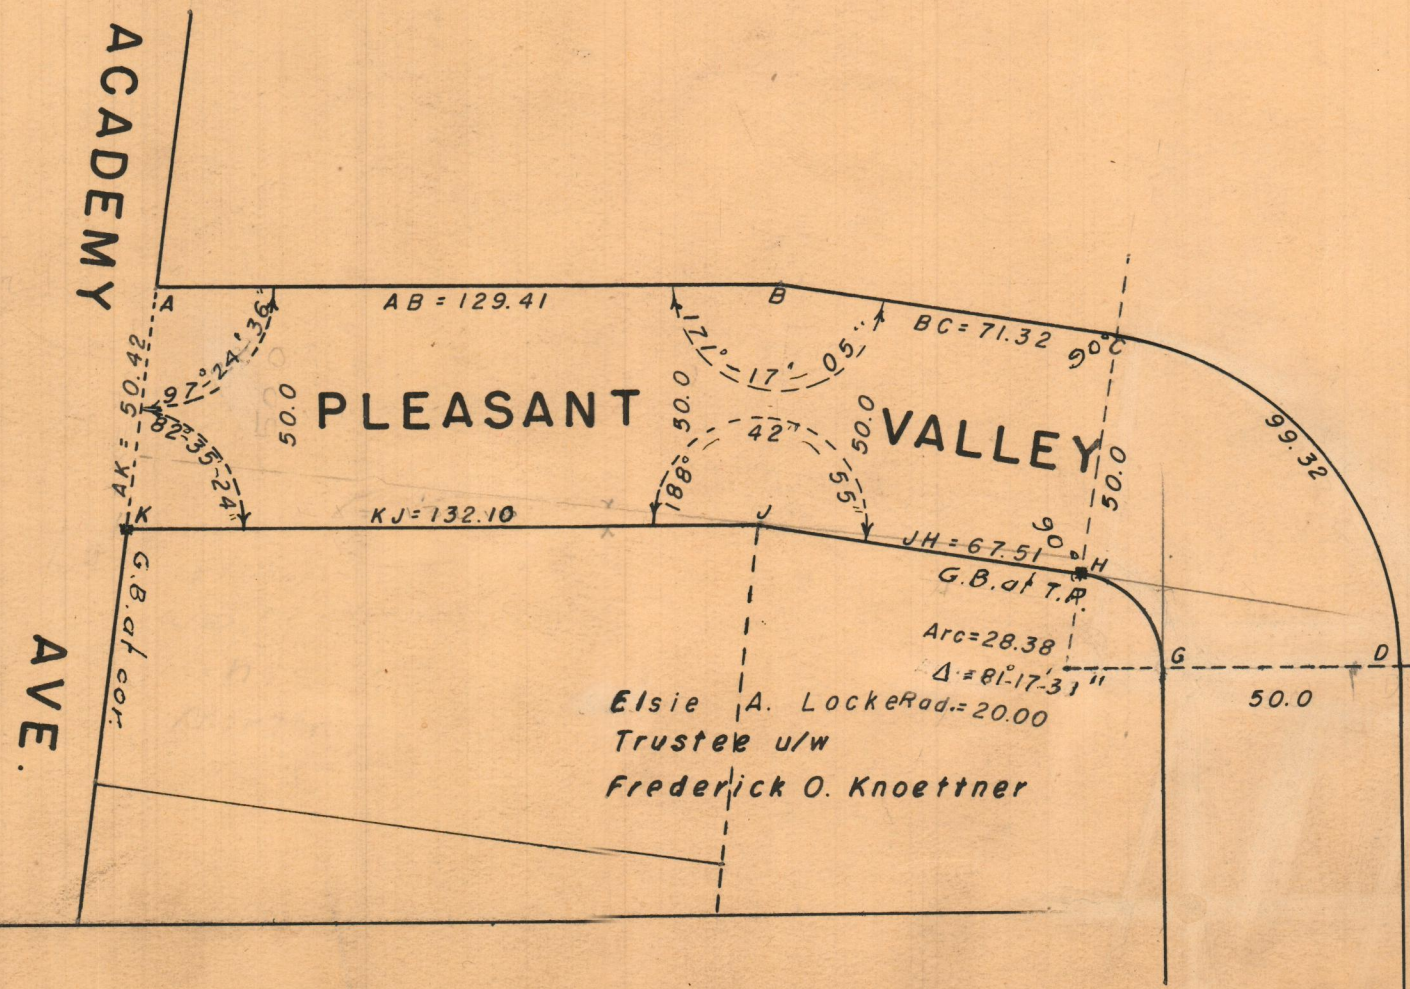 ACADEMY
AVE.
A
AB = 129.41
B
BC = 71.32
90°
C
99.32
AK = 50.42
97° 24' 36"
82-35-24"
50.0
PLEASANT
VALLEY
171° - 17' - 05"
50.0
188° 42" 55"
50.0
50.0
K
KJ = 132.10
J
JH = 67.51
90°
H
G.B. at T.P.
G.B. at cor.
Arc = 28.38
Δ = 81°-17'-31"
Rad. = 20.00
G
D
50.0
Elsie A. Locke
Trustee u/w
Frederick O. Knoettner